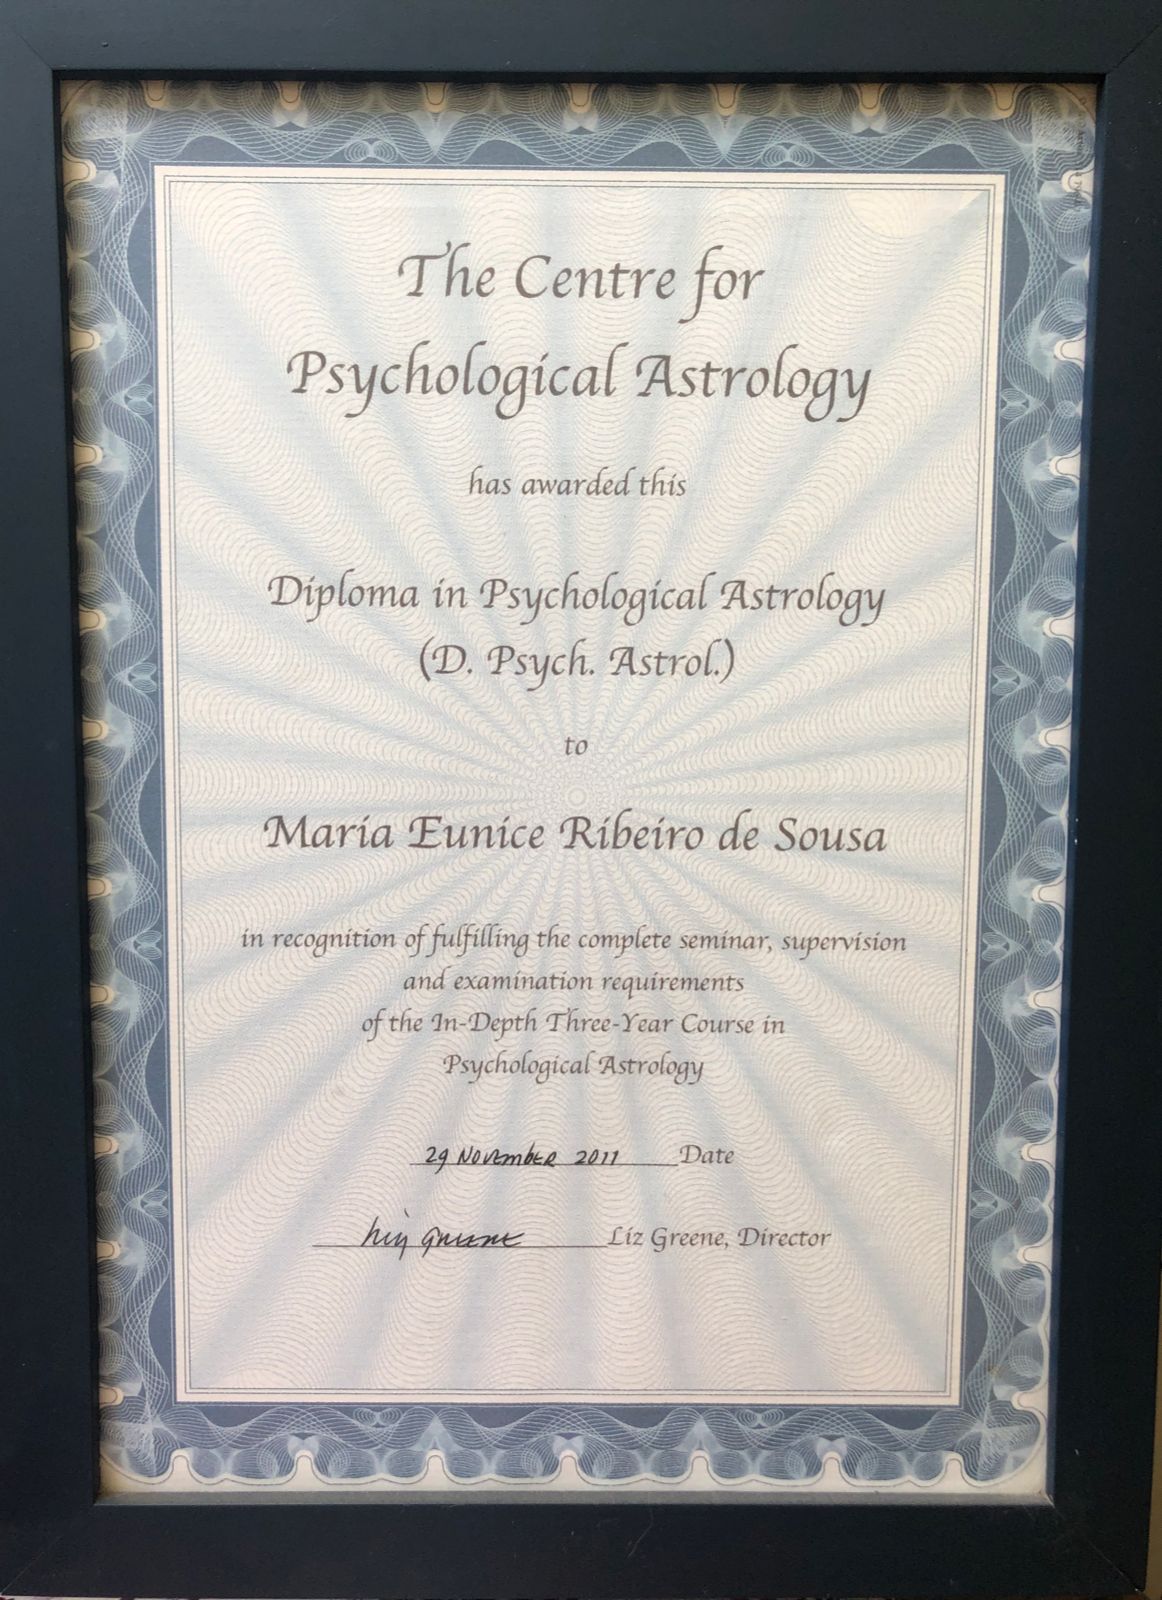 The Centre for
Psychological Astrology
has awarded this
Diploma in Psychological Astrology
(D. Psych. Astrol.)
to
Maria Eunice Ribeiro de Sousa
in recognition of fulfilling the complete seminar, supervision
and examination requirements
of the In-Depth Three-Year Course in
Psychological Astrology
29 November 2011 Date
Liz Greene Liz Greene, Director